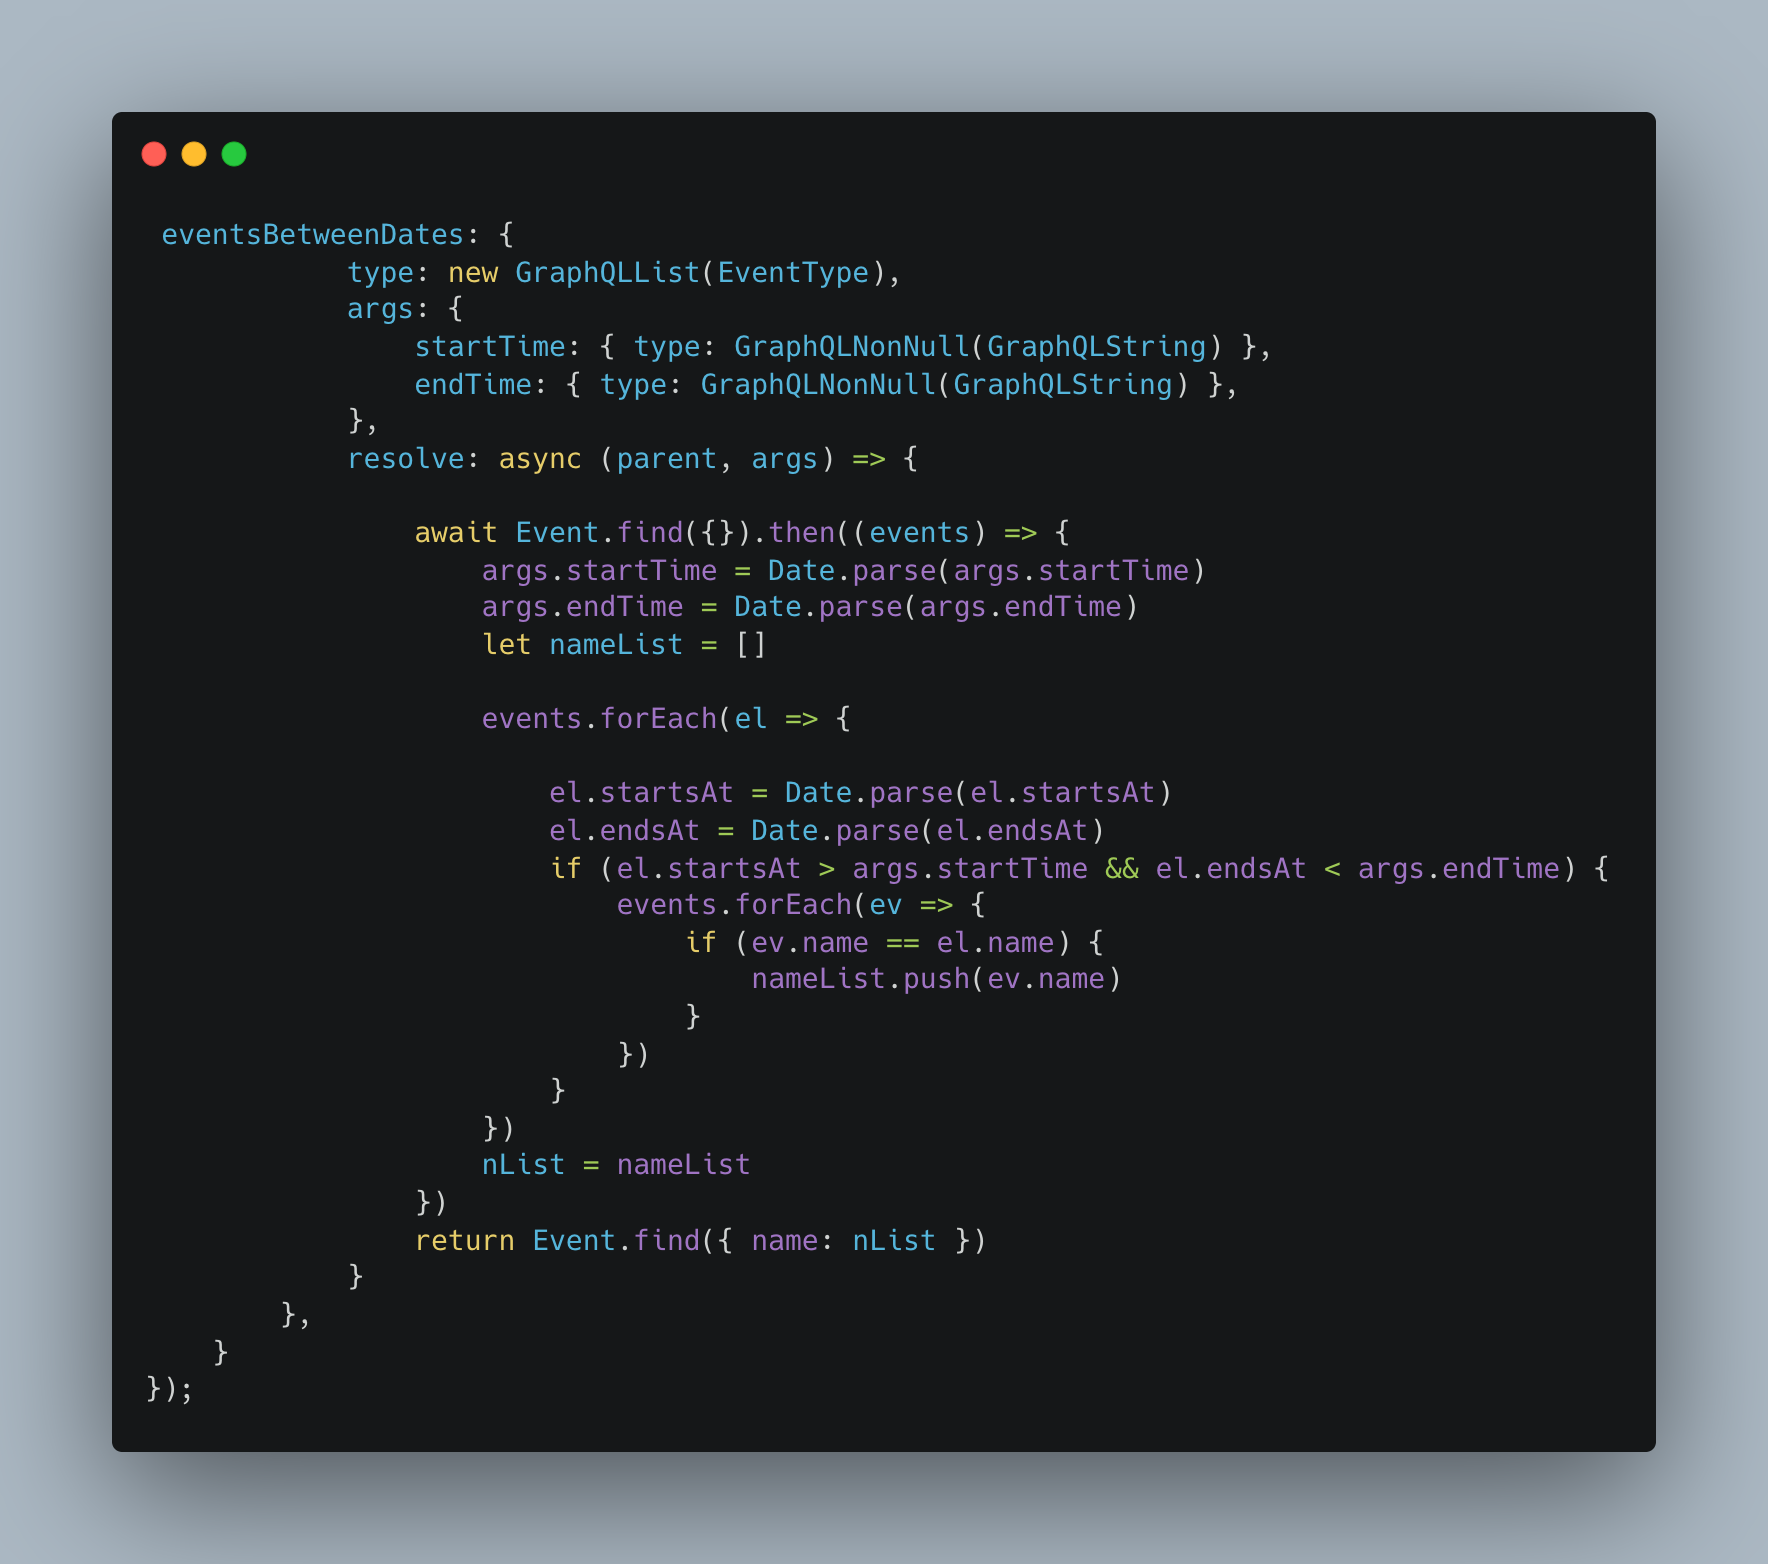 eventsBetweenDates: {
type: new GraphQLList(EventType),
args: {
startTime: { type: GraphQLNonNull(GraphQLString) },
endTime: { type: GraphQLNonNull(GraphQLString) },
},
resolve: async (parent, args) => {
await Event.find({}).then((events) => {
args.startTime = Date.parse(args.startTime)
args.endTime = Date.parse(args.endTime)
let nameList = []
events.forEach(el => {
el.startsAt = Date.parse(el.startsAt)
el.endsAt = Date.parse(el.endsAt)
if (el.startsAt > args.startTime && el.endsAt < args.endTime) {
events.forEach(ev => {
if (ev.name == el.name) {
nameList.push(ev.name)
}
})
}
})
nList = nameList
})
return Event.find({ name: nList })
}
},
}
});